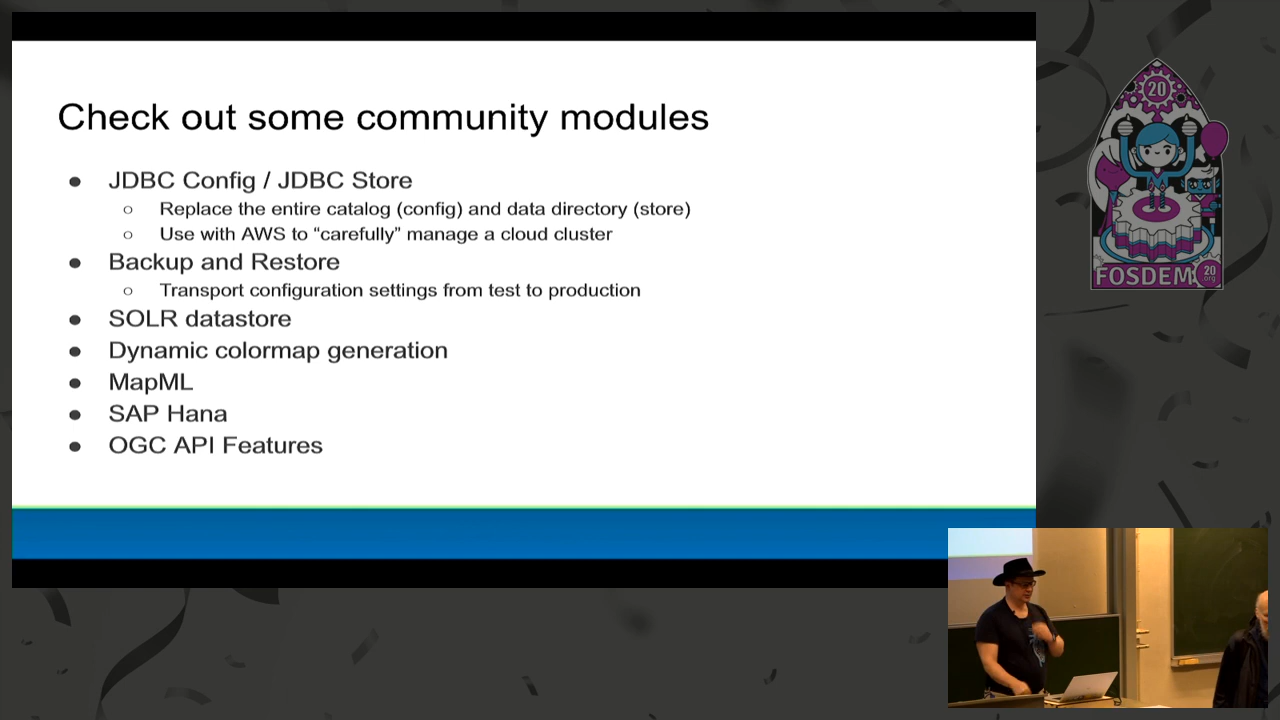 Check out some community modules
● JDBC Config / JDBC Store
○ Replace the entire catalog (config) and data directory (store)
○ Use with AWS to “carefully” manage a cloud cluster
● Backup and Restore
○ Transport configuration settings from test to production
● SOLR datastore
● Dynamic colormap generation
● MapML
● SAP Hana
● OGC API Features
20
FOSDEM
20
.org